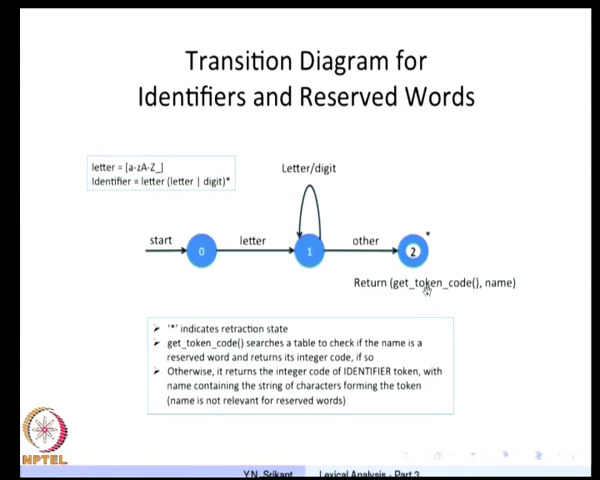 Transition Diagram for
Identifiers and Reserved Words
letter = [a-zA-Z_]
Identifier = letter (letter | digit)*
Letter/digit
start
letter
other
*
0
1
2
Return (get_token_code(), name)
'*' indicates retraction state
get_token_code() searches a table to check if the name is a
reserved word and returns its integer code, if so
Otherwise, it returns the integer code of IDENTIFIER token, with
name containing the string of characters forming the token
(name is not relevant for reserved words)
NPTEL
Y.N. Srikant
Lexical Analysis - Part 3